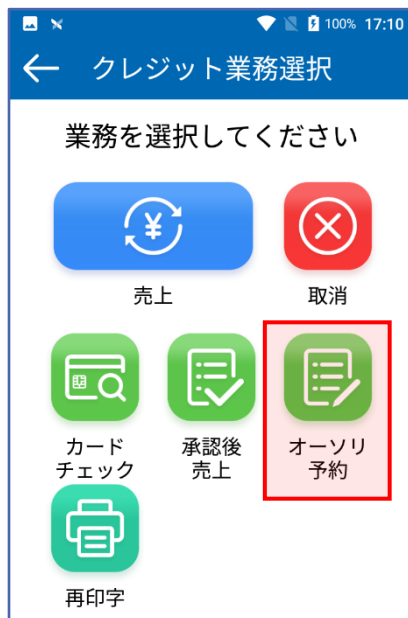 100% 17:10
クレジット業務選択
業務を選択してください
¥
売上
取消
カード
チェック
承認後
売上
オーソリ
予約
再印字